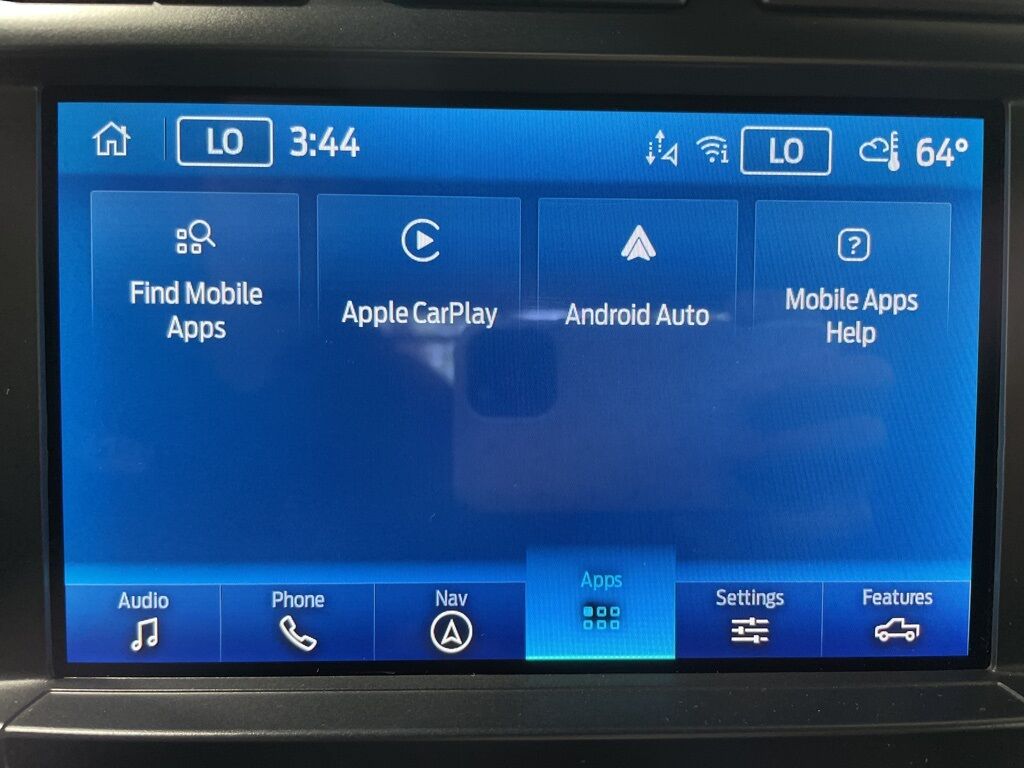 LO 3:44 LO 64°
Find Mobile
Apps
Apple CarPlay
Android Auto
Mobile Apps
Help
Audio
Phone
Nav
Apps
Settings
Features